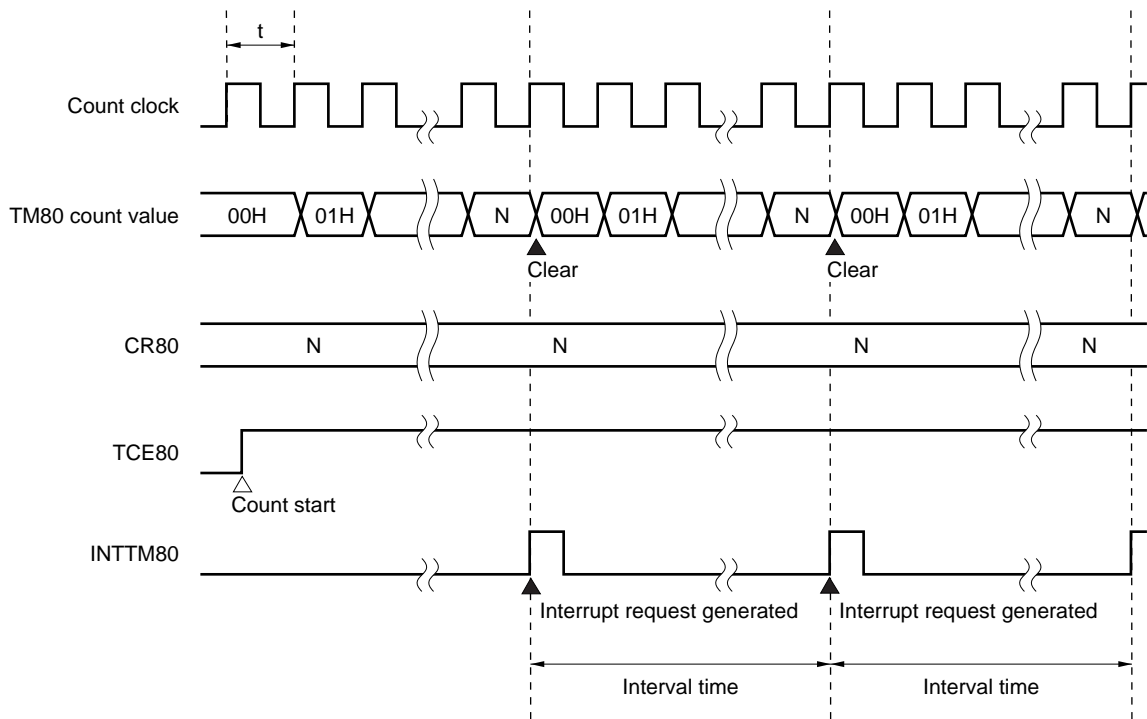 t
Count clock
TM80 count value 00H 01H N 00H 01H N 00H 01H N
Clear Clear
CR80 N N N N
TCE80
Count start
INTTM80
Interrupt request generated Interrupt request generated
Interval time Interval time